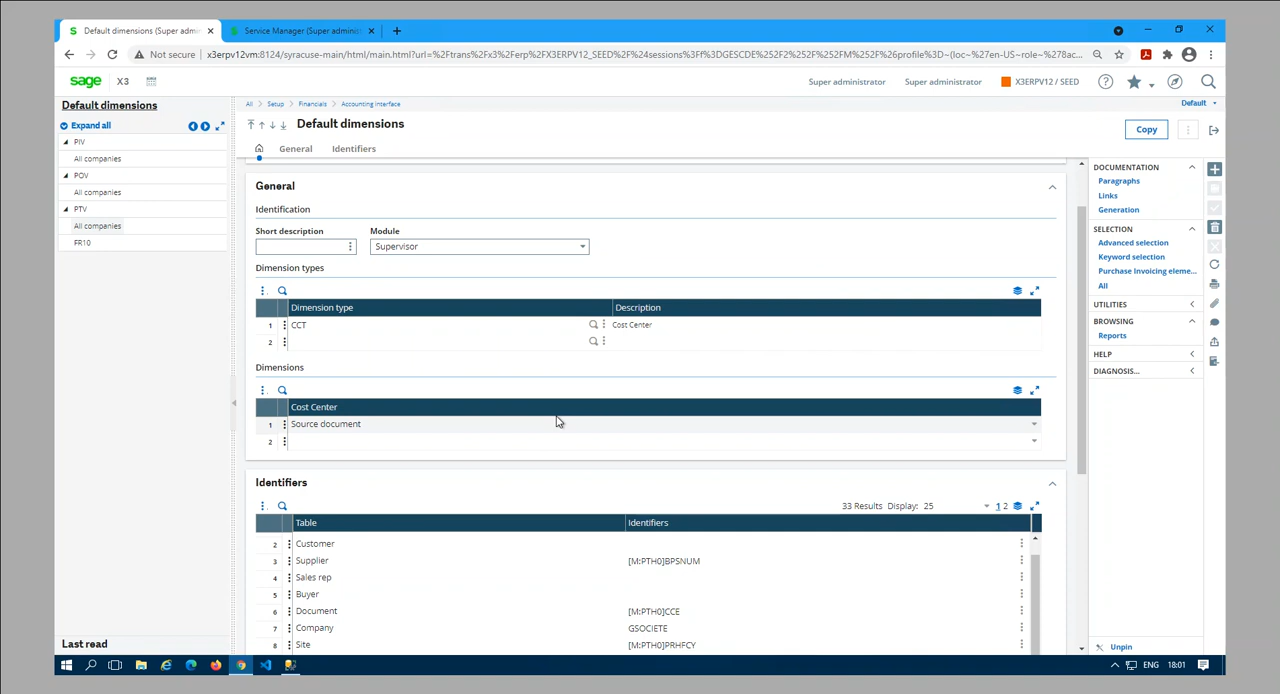 Default dimensions (Super admin
Service Manager (Super administ
Not secure
x3erpv12vm:8124/syracuse-main/html/main.html?url=%2Ftrans%2Fx3%2Ferp%2FX3ERPV12_SEED%2F%24sessions%3Ff%3DGESCDE%252F2%252F%252FM%252F%26profile%3D~(loc~%27en-US~role~%278ac...
sage X3
Super administrator
Super administrator
X3ERPV12 / SEED
Default dimensions
Expand all
PIV
All companies
POV
All companies
PTV
All companies
FR10
Last read
All > Setup > Financials > Accounting interface
Default
Default dimensions
Copy
General
Identifiers
General
Identification
Short description
Module
Supervisor
Dimension types
Dimension type
Description
1
CCT
Cost Center
2
Dimensions
Cost Center
1
Source document
2
Identifiers
33 Results Display: 25
1 2
Table
Identifiers
2
Customer
3
Supplier
[M:PTH0]BPSNUM
4
Sales rep
5
Buyer
6
Document
[M:PTH0]CCE
7
Company
GSOCIETE
8
Site
[M:PTH0]PRHFCY
DOCUMENTATION
Paragraphs
Links
Generation
SELECTION
Advanced selection
Keyword selection
Purchase Invoicing eleme...
All
UTILITIES
BROWSING
Reports
HELP
DIAGNOSIS...
Unpin
ENG
18:01